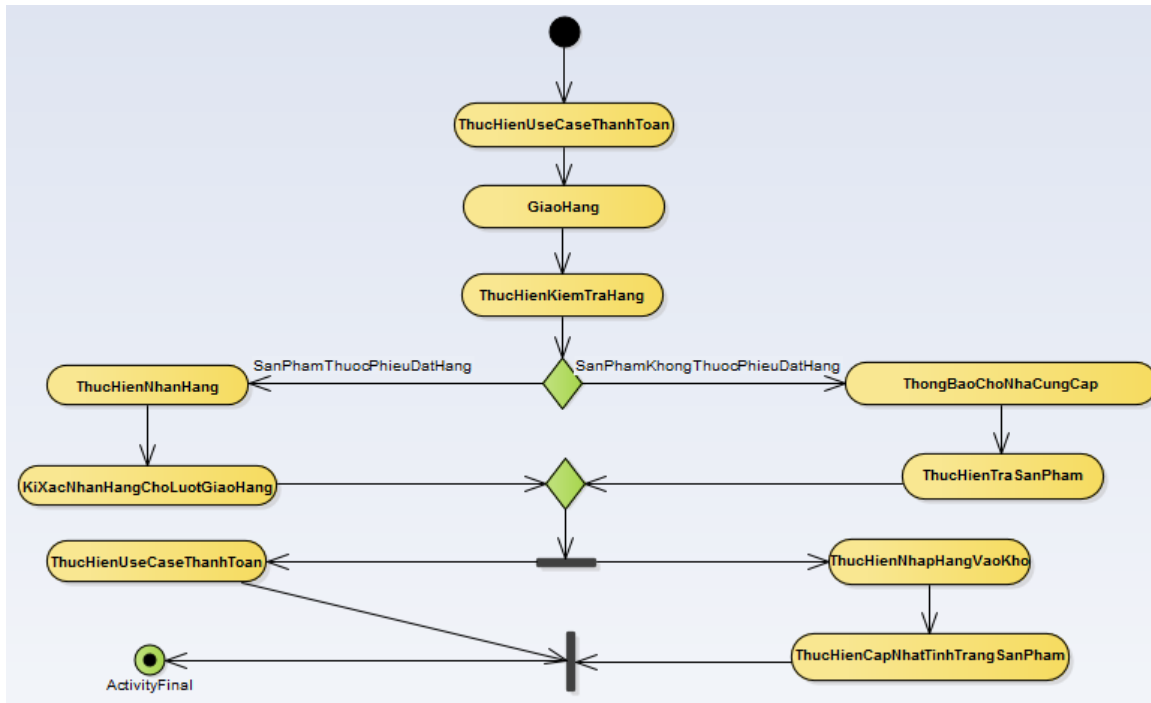 ThucHienUseCaseThanhToan
GiaoHang
ThucHienKiemTraHang
SanPhamThuocPhieuDatHang
SanPhamKhongThuocPhieuDatHang
ThucHienNhanHang
ThongBaoChoNhaCungCap
KiXacNhanHangChoLuotGiaoHang
ThucHienTraSanPham
ThucHienUseCaseThanhToan
ThucHienNhapHangVaoKho
ThucHienCapNhatTinhTrangSanPham
ActivityFinal